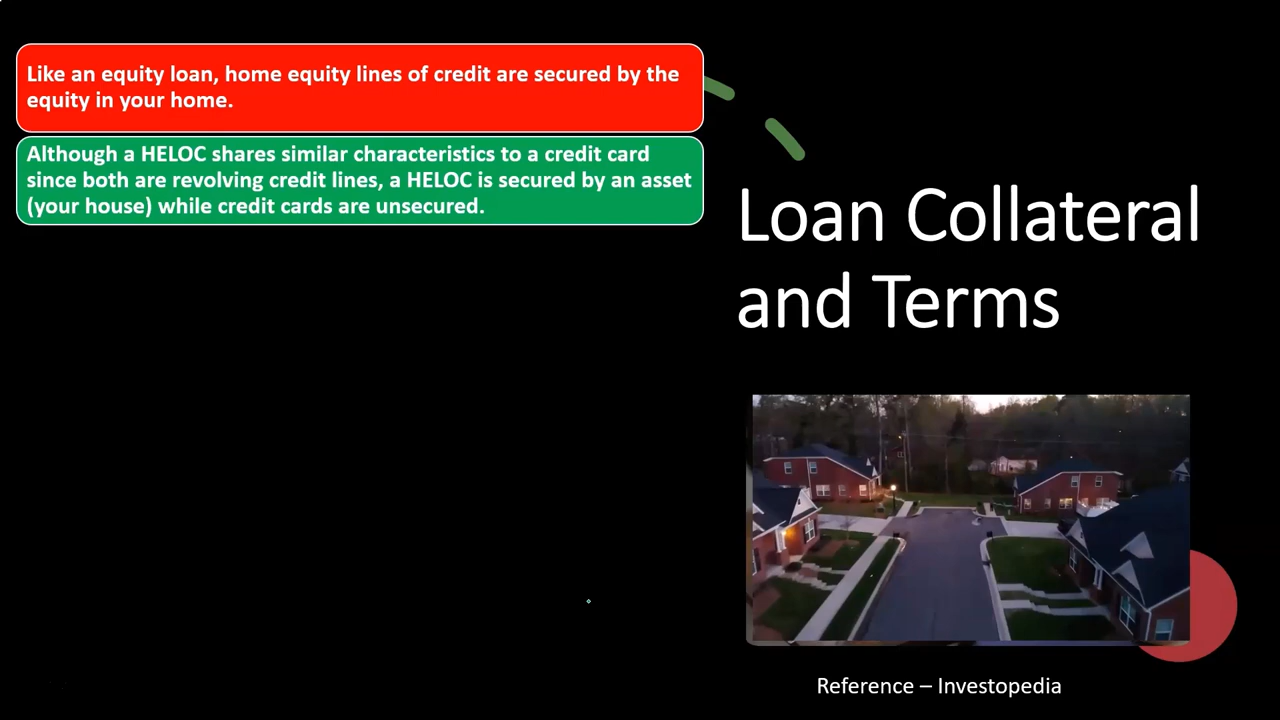 Like an equity loan, home equity lines of credit are secured by the
equity in your home.
Although a HELOC shares similar characteristics to a credit card
since both are revolving credit lines, a HELOC is secured by an asset
(your house) while credit cards are unsecured.
Loan Collateral
and Terms
Reference – Investopedia